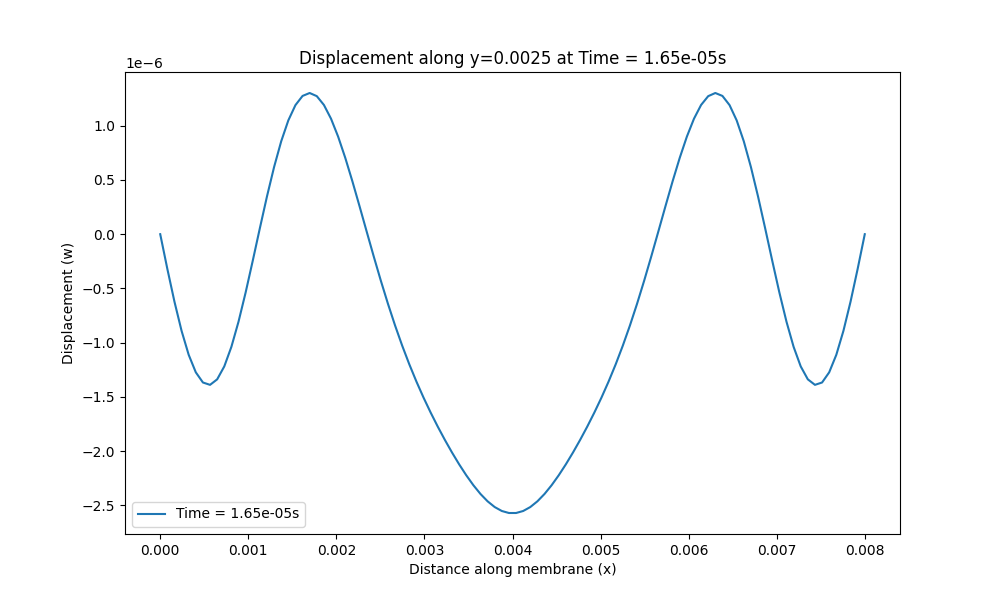 Displacement along y=0.0025 at Time = 1.65e-05s
1e−6
Displacement (w)
1.0
0.5
0.0
−0.5
−1.0
−1.5
−2.0
−2.5
Time = 1.65e-05s
0.000 0.001 0.002 0.003 0.004 0.005 0.006 0.007 0.008
Distance along membrane (x)